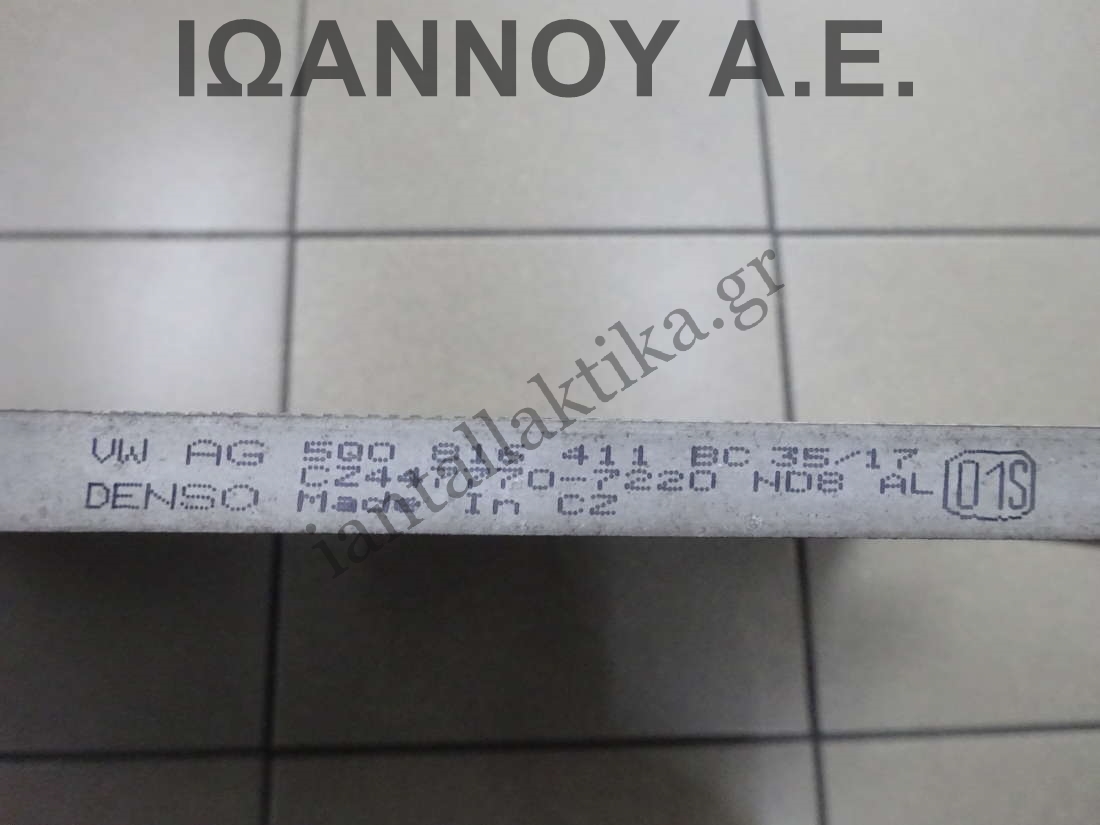 ΙΩΑΝΝΟΥ Α.Ε.
iantallaktika.gr
VW AG 5Q0 816 411 BC 35/17
ND8 AL 01S
DENSO Made In CZ